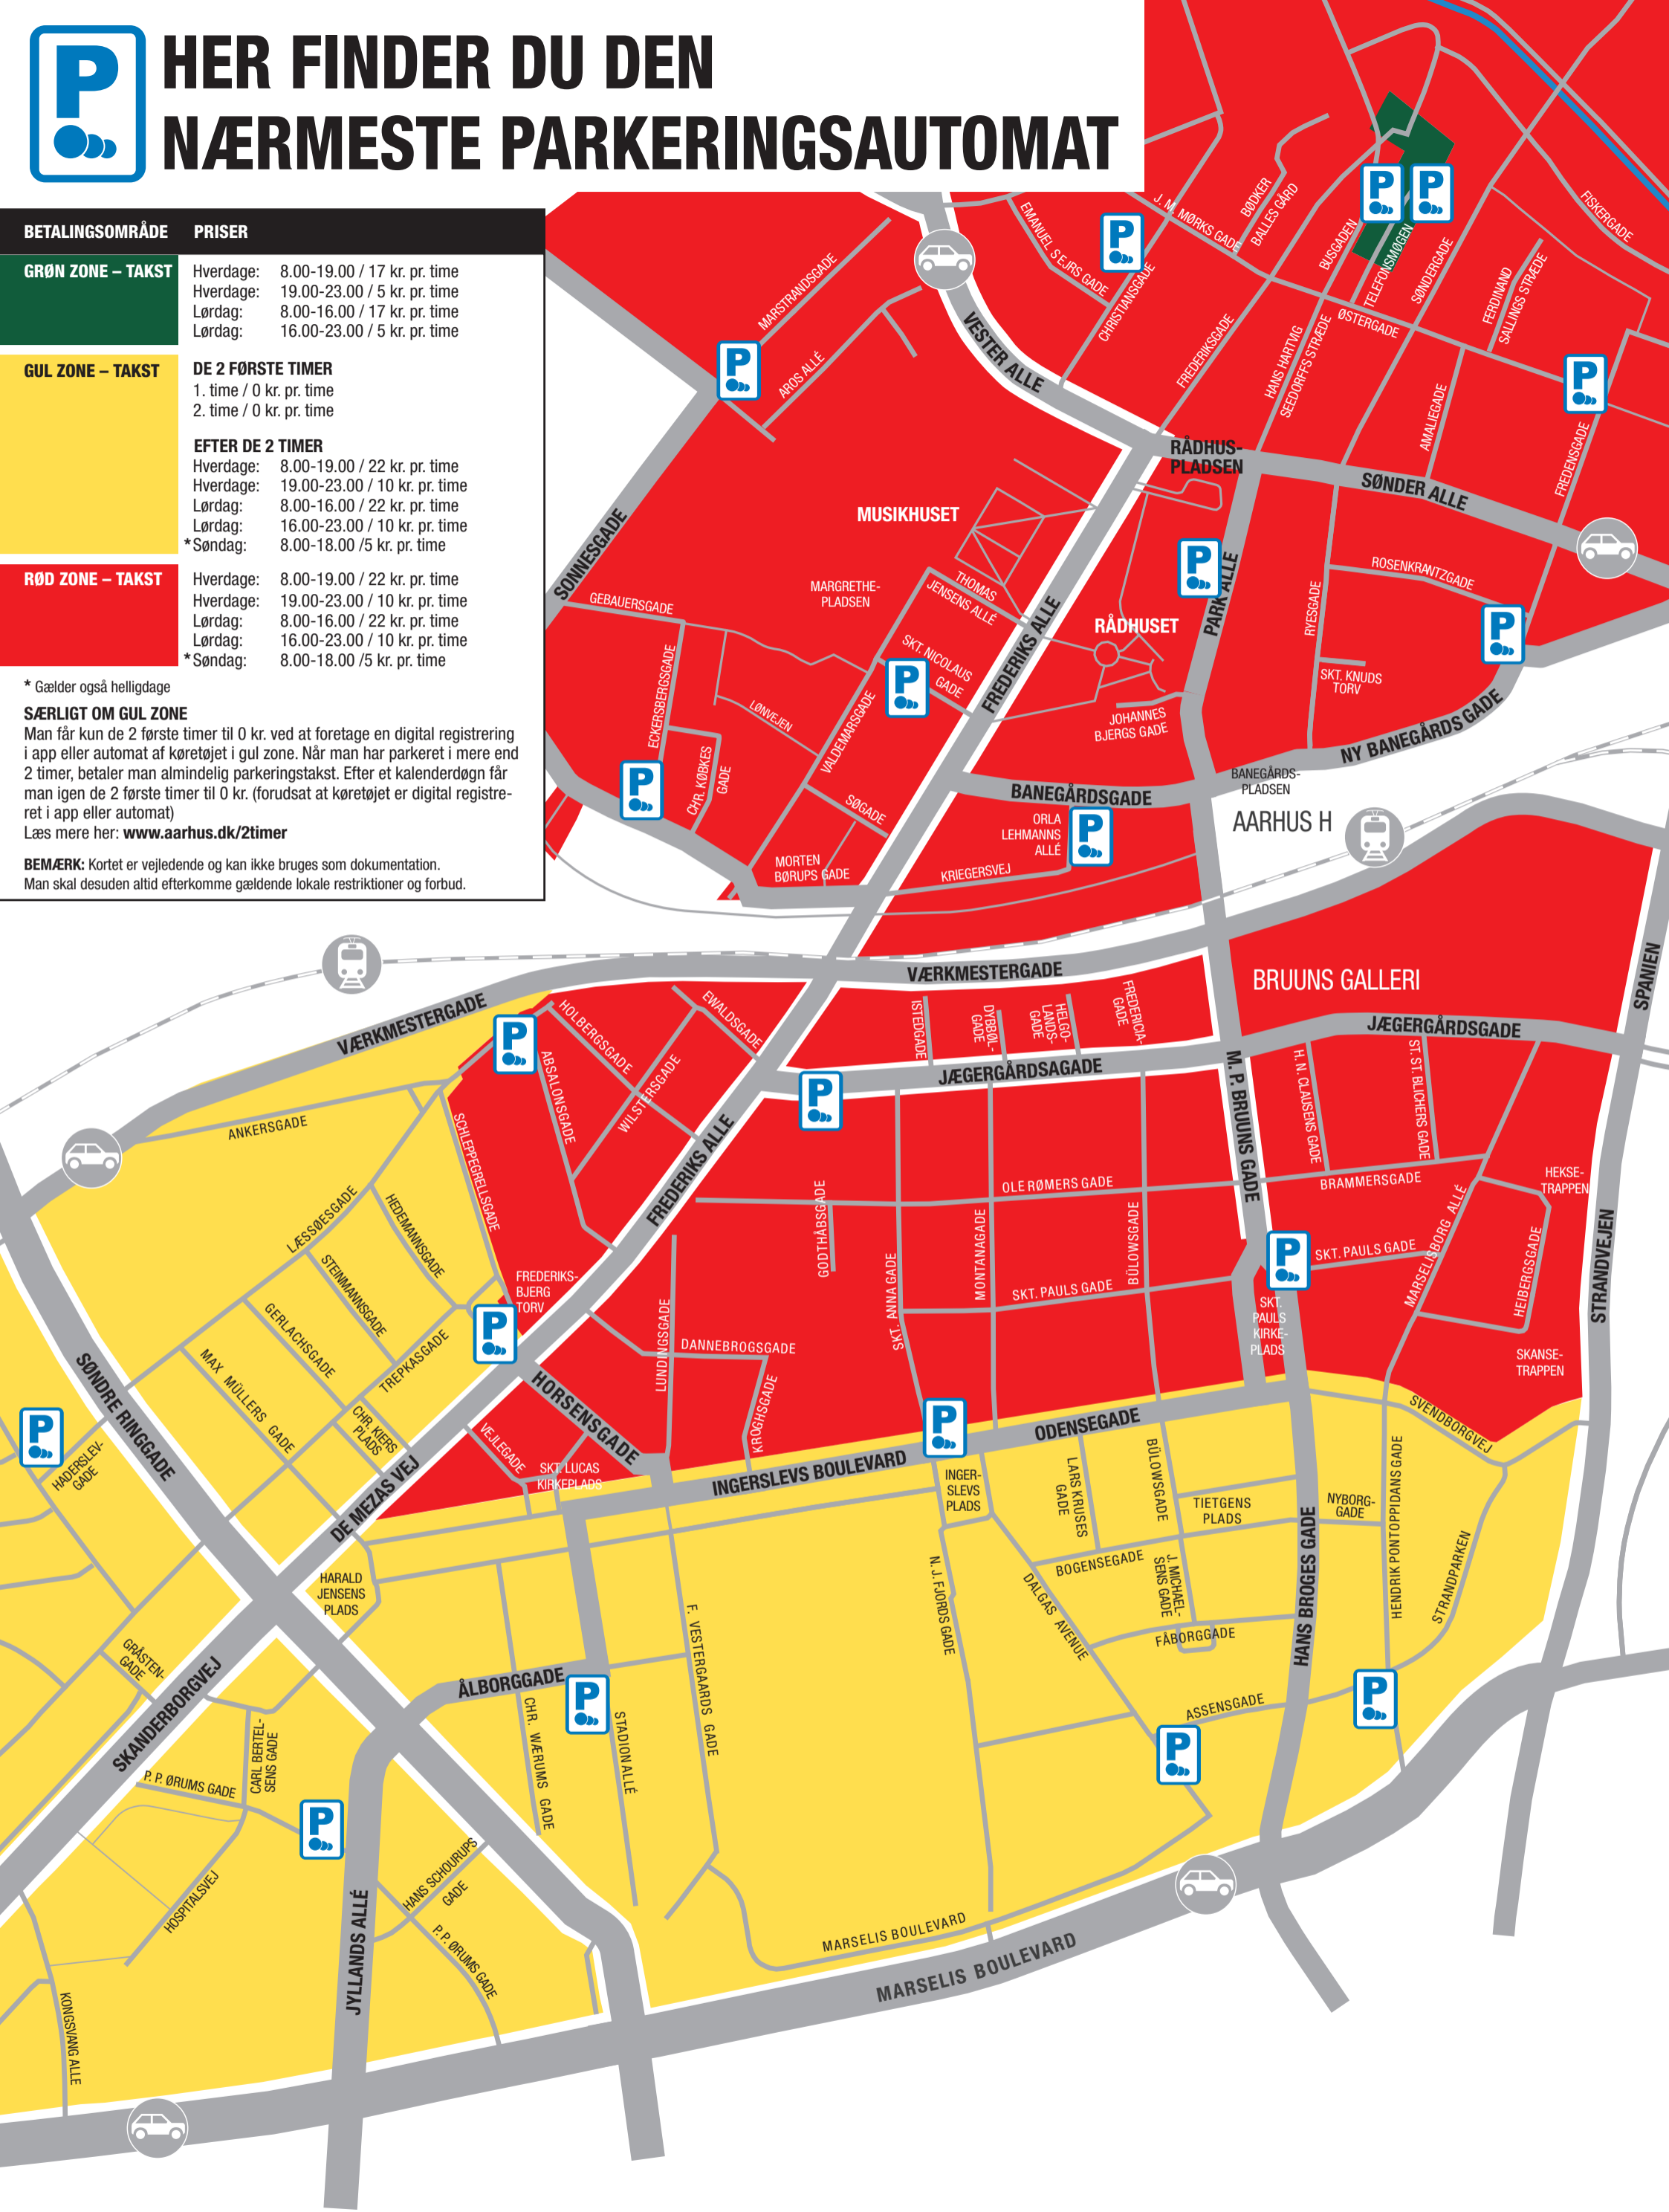 P
HER FINDER DU DEN
NÆRMESTE PARKERINGSAUTOMAT
BETALINGSOMRÅDE PRISER
GRØN ZONE – TAKST
Hverdage: 8.00-19.00 / 17 kr. pr. time
Hverdage: 19.00-23.00 / 5 kr. pr. time
Lørdag: 8.00-16.00 / 17 kr. pr. time
Lørdag: 16.00-23.00 / 5 kr. pr. time
GUL ZONE – TAKST
DE 2 FØRSTE TIMER
1. time / 0 kr. pr. time
2. time / 0 kr. pr. time
EFTER DE 2 TIMER
Hverdage: 8.00-19.00 / 22 kr. pr. time
Hverdage: 19.00-23.00 / 10 kr. pr. time
Lørdag: 8.00-16.00 / 22 kr. pr. time
Lørdag: 16.00-23.00 / 10 kr. pr. time
*Søndag: 8.00-18.00 /5 kr. pr. time
RØD ZONE – TAKST
Hverdage: 8.00-19.00 / 22 kr. pr. time
Hverdage: 19.00-23.00 / 10 kr. pr. time
Lørdag: 8.00-16.00 / 22 kr. pr. time
Lørdag: 16.00-23.00 / 10 kr. pr. time
*Søndag: 8.00-18.00 /5 kr. pr. time
* Gælder også helligdage
SÆRLIGT OM GUL ZONE
Man får kun de 2 første timer til 0 kr. ved at foretage en digital registrering
i app eller automat af køretøjet i gul zone. Når man har parkeret i mere end
2 timer, betaler man almindelig parkeringstakst. Efter et kalenderdøgn får
man igen de 2 første timer til 0 kr. (forudsat at køretøjet er digital registre-
ret i app eller automat)
Læs mere her: www.aarhus.dk/2timer
BEMÆRK: Kortet er vejledende og kan ikke bruges som dokumentation.
Man skal desuden altid efterkomme gældende lokale restriktioner og forbud.
J. M. MØRKS GADE
BØDKER
BALLES GÅRD
P
P
FISKERGADE
EMANUEL SEJRS GADE
P
CHRISTIANSGADE
BUSGADEN
TELEFONSMØGEN
SØNDERGADE
FERDINAND
SALLINGS STRÆDE
MARSTRANDSGADE
AROS ALLÉ
P
VESTER ALLE
FREDERIKSGADE
HANS HARTVIG
SEEDORFFS STRÆDE
ØSTERGADE
AMALIEGADE
P
FREDENSGADE
RÅDHUS-
PLADSEN
SØNDER ALLE
MUSIKHUSET
SONNESGADE
GEBAUERSGADE
MARGRETHE-
PLADSEN
THOMAS
JENSENS ALLÉ
FREDERIKS ALLE
RÅDHUSET
P
PARK ALLE
RYESGADE
ROSENKRANTZGADE
P
SKT. KNUDS
TORV
SKT. NICOLAUS
GADE
P
ECKERSBERGSGADE
LØNVEJEN
VALDEMARSGADE
JOHANNES
BJERGS GADE
NY BANEGÅRDSGADE
P
CHR. KØBKES
GADE
SØGADE
BANEGÅRDSGADE
BANEGÅRDS-
PLADSEN
AARHUS H
ORLA
LEHMANNS
ALLÉ
P
MORTEN
BØRUPS GADE
KRIEGERSVEJ
VÆRKMESTERGADE
VÆRKMESTERGADE
BRUUNS GALLERI
SPANIEN
P
HOLBERGSGADE
EWALDSGADE
ABSALONSGADE
WILSTERSGADE
ISTEDGADE
DYBBØL-
GADE
HELGO-
LANDS-
GADE
FREDERICIA-
GADE
JÆGERGÅRDSAGADE
JÆGERGÅRDSGADE
P
M. P. BRUUNS GADE
H. N. CLAUSENS GADE
ST. ST. BLICHERS GADE
ANKERSGADE
SCHLEPPEGRELLSGADE
FREDERIKS ALLE
LÆSSØESGADE
HEDEMANNSGADE
STEINMANNSGADE
GERLACHSGADE
MAX MÜLLERS GADE
TREPKASGADE
CHR. KIERS
PLADS
FREDERIKS-
BJERG
TORV
P
GODTHÅBSGADE
OLE RØMERS GADE
SKT. ANNA GADE
MONTANAGADE
BÜLOWSGADE
SKT. PAULS GADE
BRAMMERSGADE
HEKSE-
TRAPPEN
SKT. PAULS GADE
MARSELISBORG ALLÉ
HEIBERGSGADE
STRANDVEJEN
P
SKT.
PAULS
KIRKE-
PLADS
SKANSE-
TRAPPEN
LUNDINGSGADE
DANNEBROGSGADE
KROGHSGADE
HORSENSGADE
VEJLEGADE
SKT. LUCAS
KIRKEPLADS
SØNDRE RINGGADE
DE MEZAS VEJ
P
HADERSLEV-
GADE
INGERSLEVS BOULEVARD
P
ODENSEGADE
INGER-
SLEVS
PLADS
LARS KRUSES
GADE
BÜLOWSGADE
TIETGENS
PLADS
NYBORG-
GADE
HENDRIK PONTOPPIDANS GADE
SVENDBORGVEJ
STRANDPARKEN
HARALD
JENSENS
PLADS
BOGENSEGADE
J. MICHAEL-
SENS GADE
FÅBORGGADE
HANS BROGES GADE
N. J. FJORDS GADE
DALGAS AVENUE
F. VESTERGAARDS GADE
GRÅSTEN-
GADE
SKANDERBORGVEJ
ÅLBORGGADE
P
CHR. WÆRUMS GADE
STADION ALLÉ
ASSENSGADE
P
P
P. P. ØRUMS GADE
CARL BERTEL-
SENS GADE
P
HOSPITALSVEJ
HANS SCHOURUPS
GADE
P. P. ØRUMS GADE
JYLLANDS ALLÉ
KONGSVANG ALLE
MARSELIS BOULEVARD
MARSELIS BOULEVARD